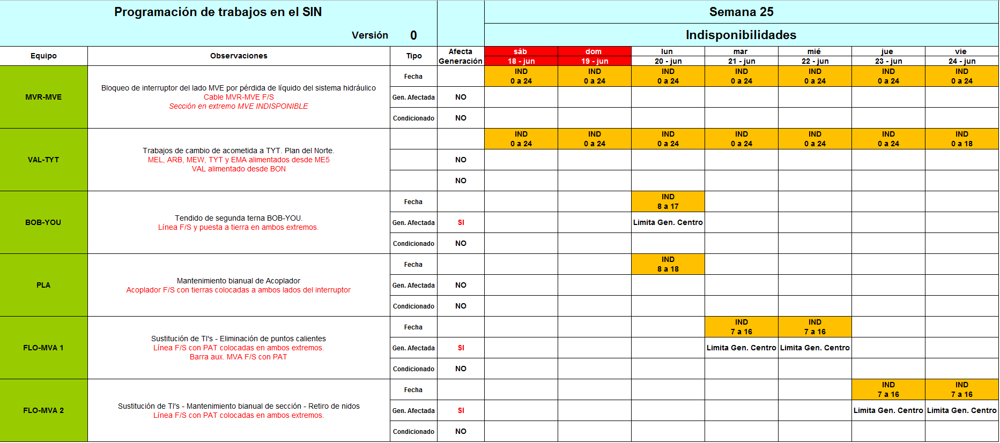 Programación de trabajos en el SIN
Versión 0
Semana 25
Indisponibilidades
Equipo
Observaciones
Tipo
Afecta
Generación
sáb
18 - jun
dom
19 - jun
lun
20 - jun
mar
21 - jun
mié
22 - jun
jue
23 - jun
vie
24 - jun
MVR-MVE
Bloqueo de interruptor del lado MVE por pérdida de líquido del sistema hidráulico
Cable MVR-MVE F/S
Sección en extremo MVE INDISPONIBLE
Fecha
IND
0 a 24
IND
0 a 24
IND
0 a 24
IND
0 a 24
IND
0 a 24
IND
0 a 24
IND
0 a 24
Gen. Afectada
NO
Condicionado
NO
VAL-TYT
Trabajos de cambio de acometida a TYT. Plan del Norte.
MEL, ARB, MEW, TYT y EMA alimentados desde ME5
VAL alimentado desde BON
IND
0 a 24
IND
0 a 24
IND
0 a 24
IND
0 a 24
IND
0 a 24
IND
0 a 24
IND
0 a 18
NO
NO
BOB-YOU
Tendido de segunda terna BOB-YOU.
Línea F/S y puesta a tierra en ambos extremos.
Fecha
IND
8 a 17
Gen. Afectada
SI
Limita Gen. Centro
Condicionado
NO
PLA
Mantenimiento bianual de Acoplador
Acoplador F/S con tierras colocadas a ambos lados del interruptor
Fecha
IND
8 a 18
Gen. Afectada
NO
Condicionado
NO
FLO-MVA 1
Sustitución de TI's - Eliminación de puntos calientes
Línea F/S con PAT colocadas en ambos extremos.
Barra aux. MVA F/S con PAT
Fecha
IND
7 a 16
IND
7 a 16
Gen. Afectada
SI
Limita Gen. Centro
Limita Gen. Centro
Condicionado
NO
FLO-MVA 2
Sustitución de TI's - Mantenimiento bianual de sección - Retiro de nidos
Línea F/S con PAT colocadas en ambos extremos.
Fecha
IND
7 a 16
IND
7 a 16
Gen. Afectada
SI
Limita Gen. Centro
Limita Gen. Centro
Condicionado
NO